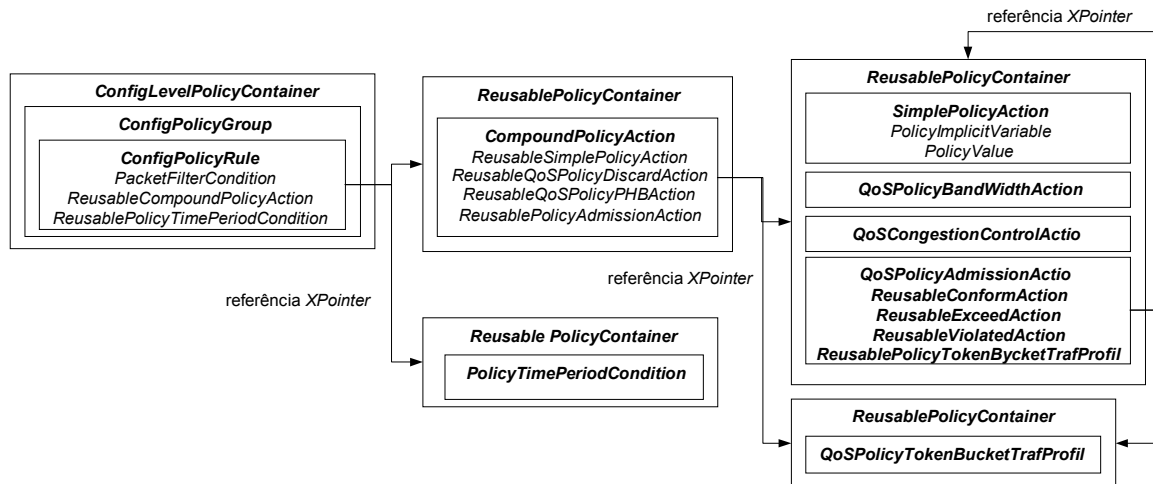 referência XPointer
ConfigLevelPolicyContainer
ConfigPolicyGroup
ConfigPolicyRule
PacketFilterCondition
ReusableCompoundPolicyAction
ReusablePolicyTimePeriodCondition
referência XPointer
ReusablePolicyContainer
CompoundPolicyAction
ReusableSimplePolicyAction
ReusableQoSPolicyDiscardAction
ReusableQoSPolicyPHBAction
ReusablePolicyAdmissionAction
referência XPointer
Reusable PolicyContainer
PolicyTimePeriodCondition
ReusablePolicyContainer
SimplePolicyAction
PolicyImplicitVariable
PolicyValue
QoSPolicyBandWidthAction
QoSCongestionControlActio
QoSPolicyAdmissionActio
ReusableConformAction
ReusableExceedAction
ReusableViolatedAction
ReusablePolicyTokenBycketTrafProfil
ReusablePolicyContainer
QoSPolicyTokenBucketTrafProfil